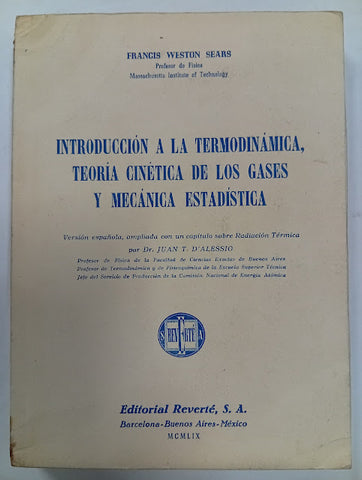 FRANCIS WESTON SEARS
Profesor de Física
Massachusetts Institute of Technology
INTRODUCCIÓN A LA TERMODINÁMICA,
TEORÍA CINÉTICA DE LOS GASES
Y MECÁNICA ESTADÍSTICA
Versión española, ampliada con un capítulo sobre Radiación Térmica
por Dr. JUAN T. D'ALESSIO
Profesor de Física de la Facultad de Ciencias Exactas de Buenos Aires
Profesor de Termodinámica y de Fisicoquímica de la Escuela Superior Técnica
Jefe del Servicio de Producción de la Comisión Nacional de Energía Atómica
S REVERTÉ A
Editorial Reverté, S. A.
Barcelona-Buenos Aires-México
MCMLIX